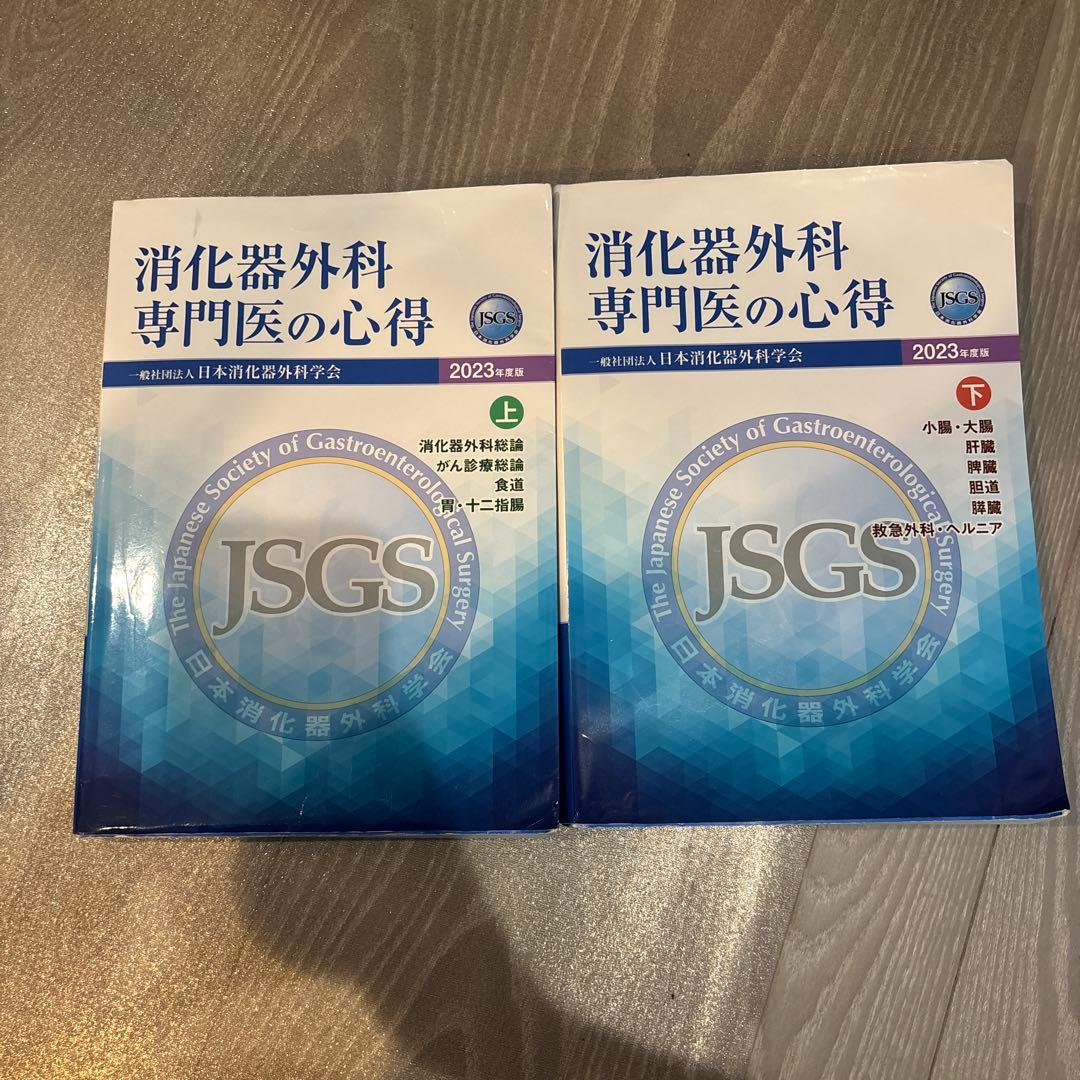 消化器外科
専門医の心得
JSGS
一般社団法人 日本消化器外科学会
2023年度版
上
消化器外科総論
がん診療総論
食道
胃・十二指腸
The Japanese Society of Gastroenterological Surgery
JSGS
日本消化器外科学会
消化器外科
専門医の心得
JSGS
一般社団法人 日本消化器外科学会
2023年度版
下
小腸・大腸
肝臓
脾臓
胆道
膵臓
救急外科・ヘルニア
The Japanese Society of Gastroenterological Surgery
JSGS
日本消化器外科学会